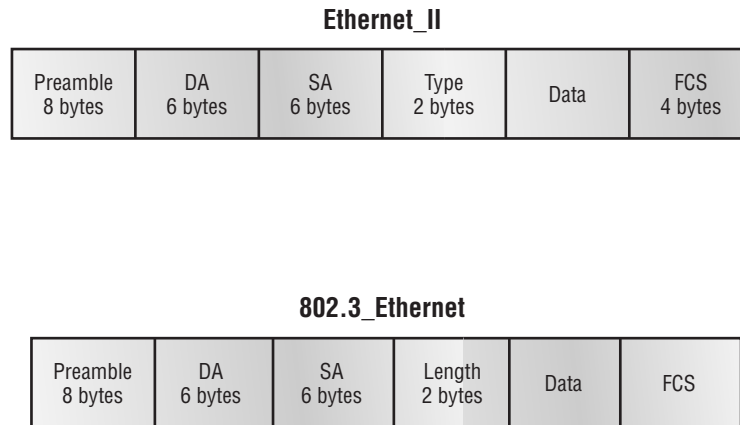 Ethernet_II
Preamble DA SA Type Data FCS
8 bytes 6 bytes 6 bytes 2 bytes 4 bytes
802.3_Ethernet
Preamble DA SA Length Data FCS
8 bytes 6 bytes 6 bytes 2 bytes